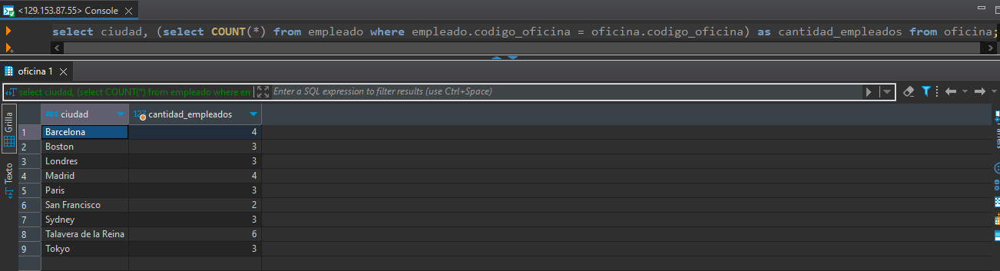 <129.153.87.55> Console
select ciudad, (select COUNT(*) from empleado where empleado.codigo_oficina = oficina.codigo_oficina) as cantidad_empleados from oficina;
oficina 1
select ciudad, (select COUNT(*) from empleado where en
Enter a SQL expression to filter results (use Ctrl+Space)
Grilla
Texto
ABC ciudad 123 cantidad_empleados
1 Barcelona 4
2 Boston 3
3 Londres 3
4 Madrid 4
5 Paris 3
6 San Francisco 2
7 Sydney 3
8 Talavera de la Reina 6
9 Tokyo 3